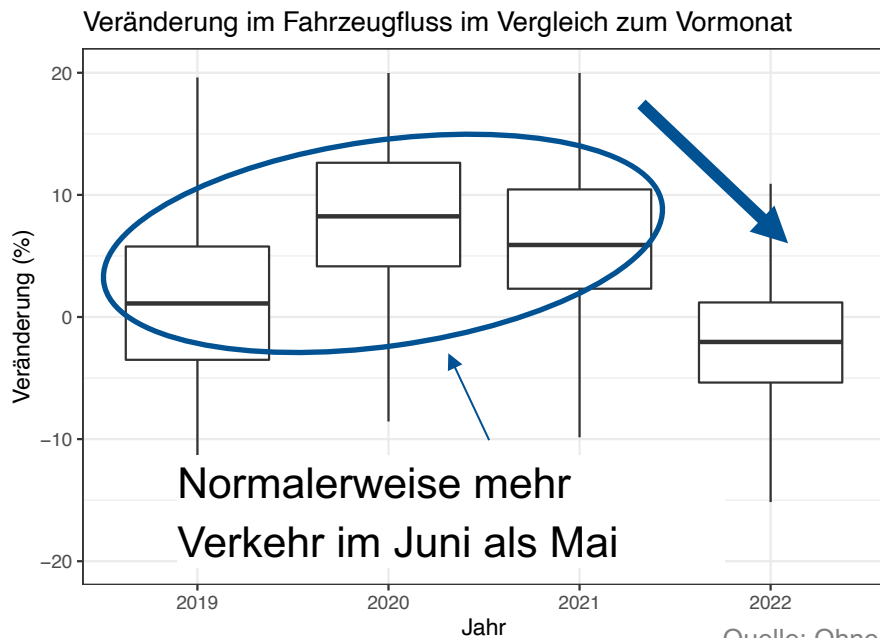 Veränderung im Fahrzeugfluss im Vergleich zum Vormonat
Veränderung (%)
20
10
0
−10
−20
Normalerweise mehr
Verkehr im Juni als Mai
2019 2020 2021 2022
Jahr
Quelle: